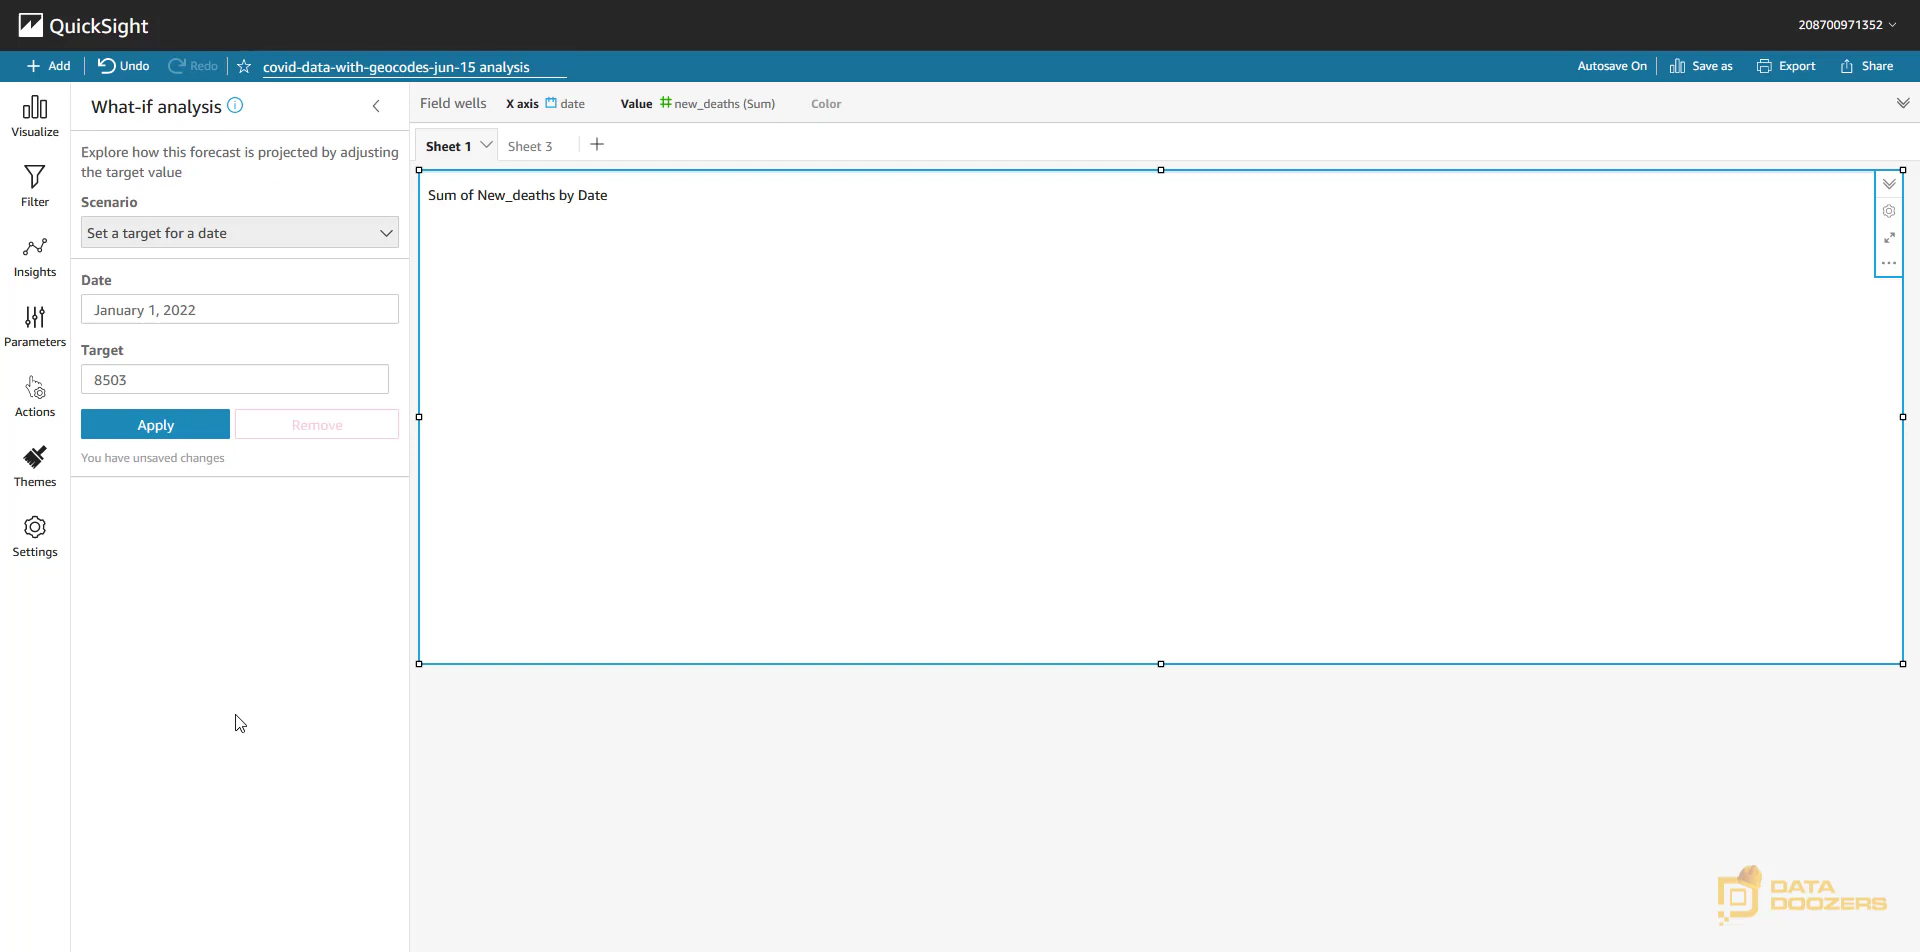 QuickSight
208700971352
Add
Undo
Redo
covid-data-with-geocodes-jun-15 analysis
Autosave On
Save as
Export
Share
Visualize
Filter
Insights
Parameters
Actions
Themes
Settings
What-if analysis
Explore how this forecast is projected by adjusting
the target value
Scenario
Set a target for a date
Date
January 1, 2022
Target
8503
Apply
Remove
You have unsaved changes
Field wells
X axis date
Value new_deaths (Sum)
Color
Sheet 1
Sheet 3
Sum of New_deaths by Date
DATA
DOOZERS